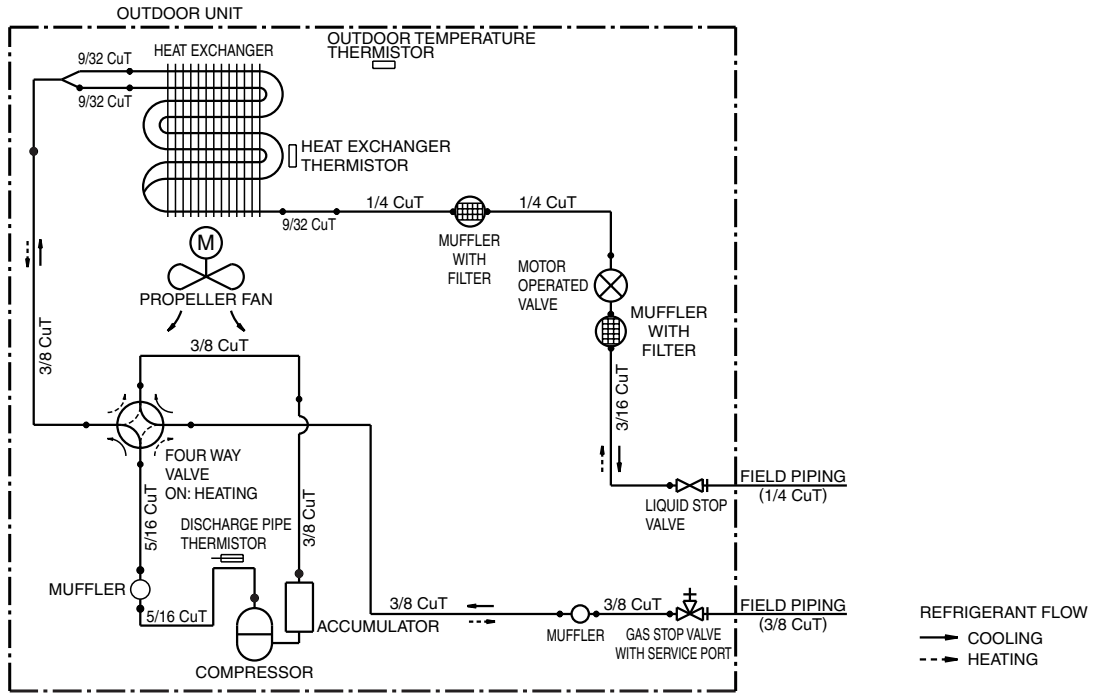 OUTDOOR UNIT
OUTDOOR TEMPERATURE
THERMISTOR
HEAT EXCHANGER
9/32 CuT
9/32 CuT
HEAT EXCHANGER
THERMISTOR
1/4 CuT
1/4 CuT
9/32 CuT
MUFFLER
WITH
FILTER
M
PROPELLER FAN
MOTOR
OPERATED
VALVE
MUFFLER
WITH
FILTER
3/8 CuT
3/8 CuT
3/16 CuT
FOUR WAY
VALVE
ON: HEATING
FIELD PIPING
(1/4 CuT)
LIQUID STOP
VALVE
5/16 CuT
DISCHARGE PIPE
THERMISTOR
3/8 CuT
MUFFLER
5/16 CuT
ACCUMULATOR
COMPRESSOR
3/8 CuT
3/8 CuT
MUFFLER
GAS STOP VALVE
WITH SERVICE PORT
FIELD PIPING
(3/8 CuT)
REFRIGERANT FLOW
COOLING
HEATING